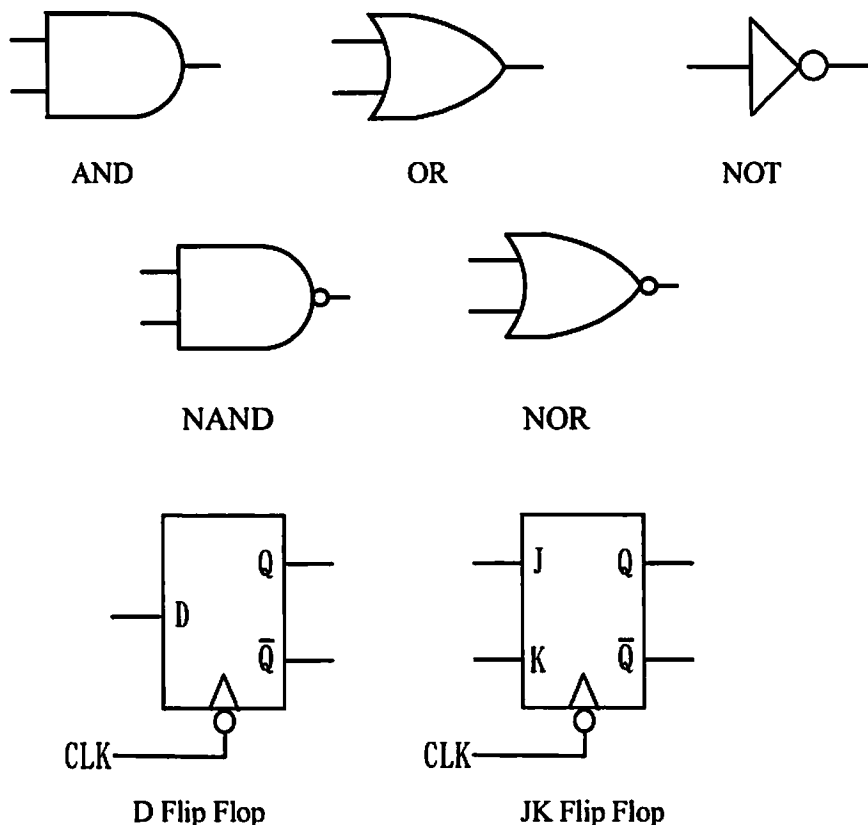 AND OR NOT
NAND NOR
J Q Q
D K Q̅ Q̅
CLK CLK
D Flip Flop JK Flip Flop